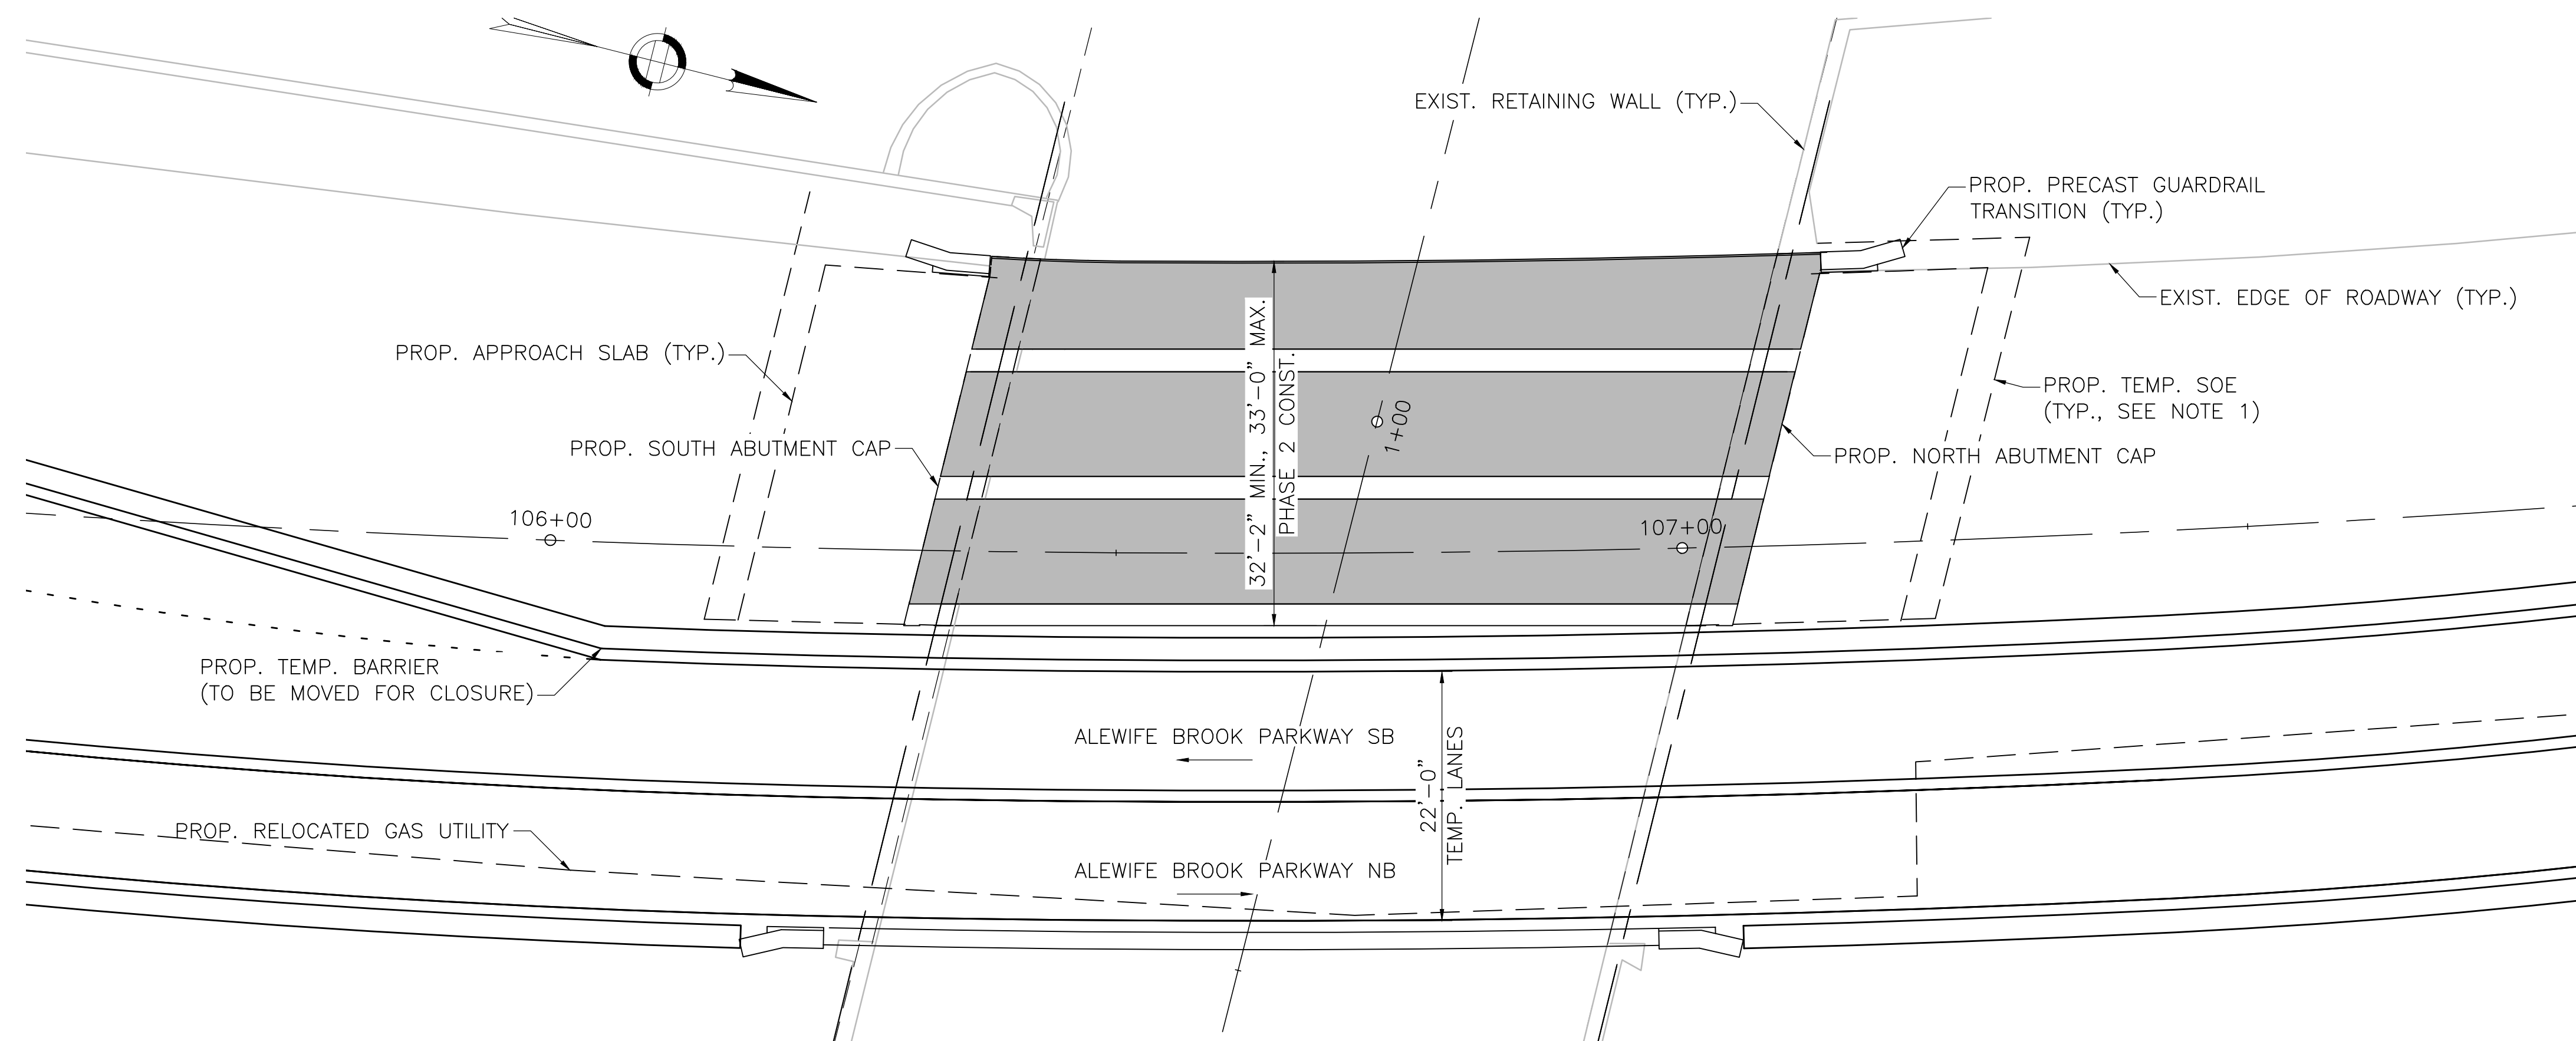 EXIST. RETAINING WALL (TYP.)
PROP. PRECAST GUARDRAIL
TRANSITION (TYP.)
EXIST. EDGE OF ROADWAY (TYP.)
PROP. APPROACH SLAB (TYP.)
32'-2" MIN., 33'-0" MAX.
PHASE 2 CONST.
1+00
PROP. TEMP. SOE
(TYP., SEE NOTE 1)
PROP. SOUTH ABUTMENT CAP
PROP. NORTH ABUTMENT CAP
106+00
107+00
PROP. TEMP. BARRIER
(TO BE MOVED FOR CLOSURE)
ALEWIFE BROOK PARKWAY SB
22'-0"
TEMP. LANES
PROP. RELOCATED GAS UTILITY
ALEWIFE BROOK PARKWAY NB